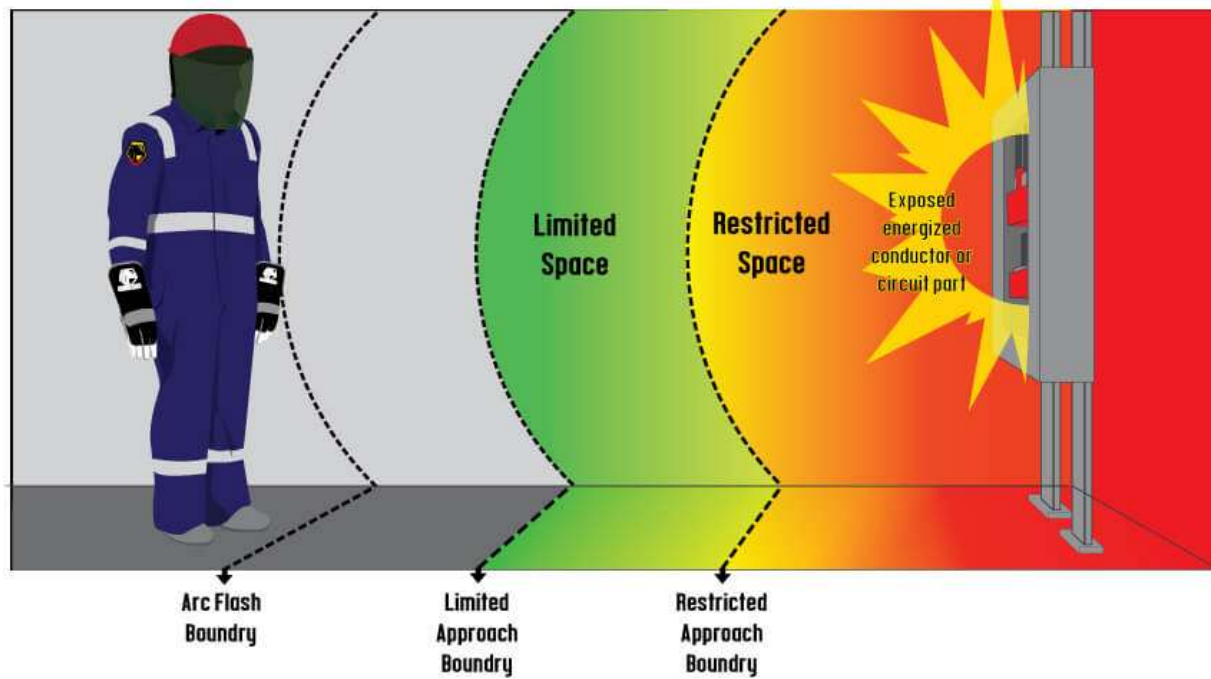 Limited
Space
Restricted
Space
Exposed
energized
conductor or
circuit part
Arc Flash
Boundry
Limited
Approach
Boundry
Restricted
Approach
Boundry